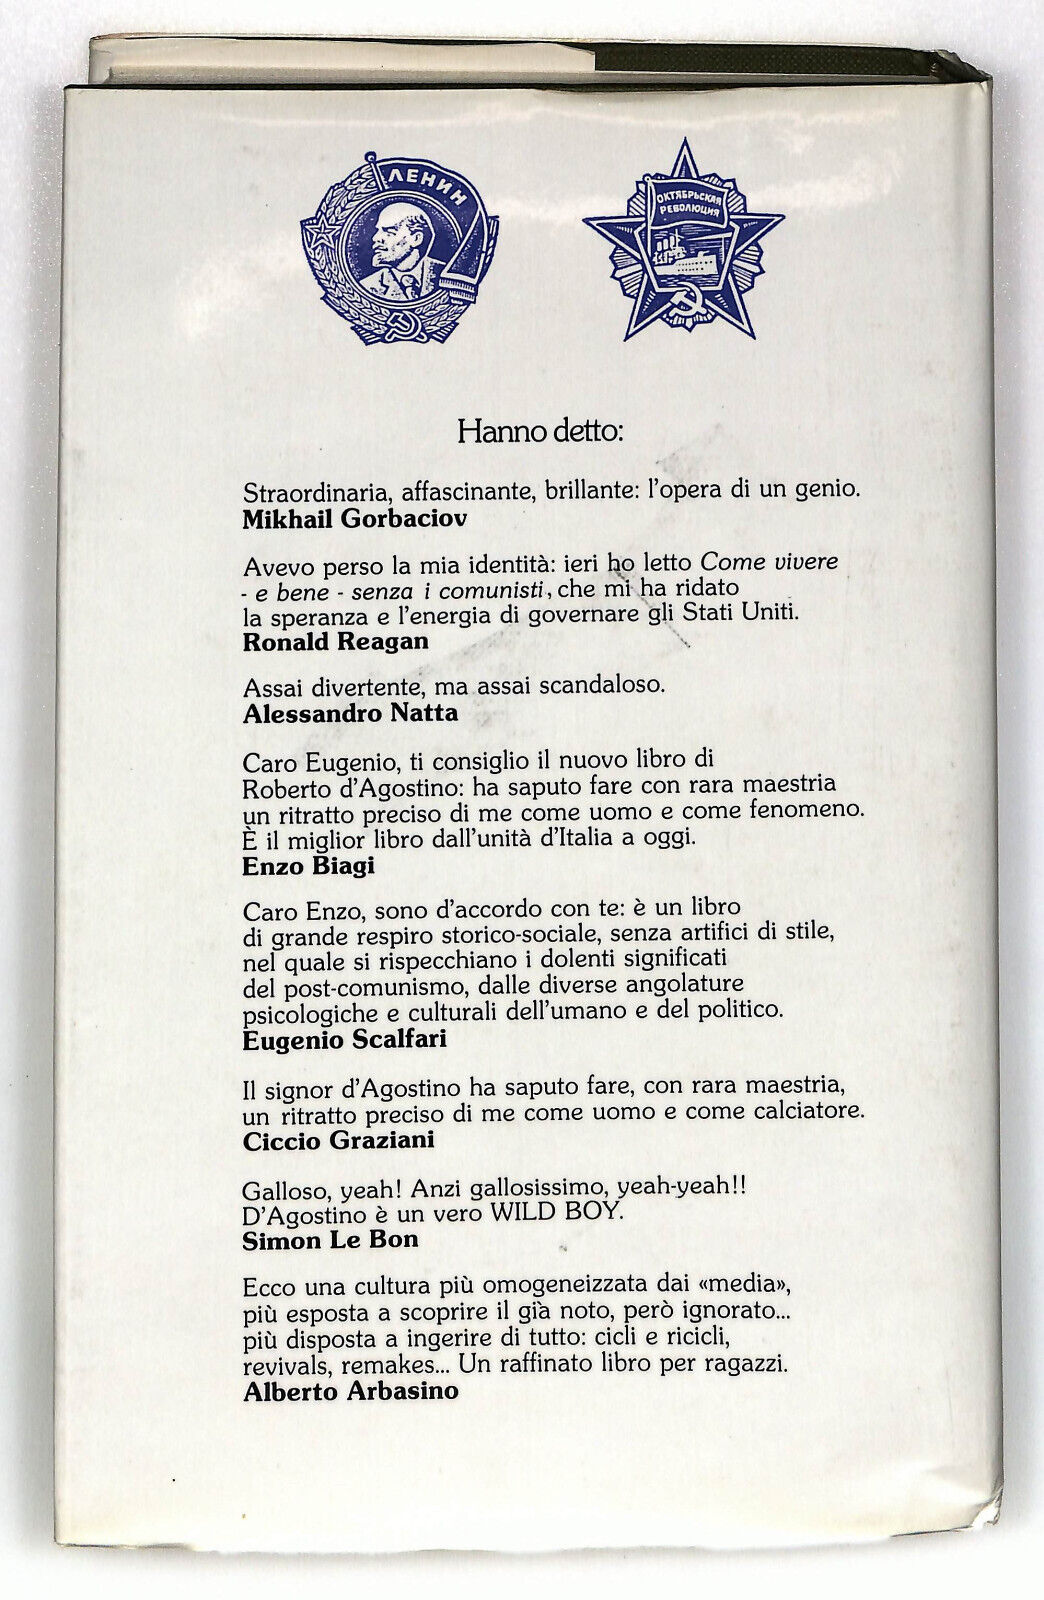 ЛЕНИН
ОКТЯБРЬСКАЯ
РЕВОЛЮЦИЯ
Hanno detto:
Straordinaria, affascinante, brillante: l'opera di un genio.
Mikhail Gorbaciov
Avevo perso la mia identità: ieri ho letto Come vivere
- e bene - senza i comunisti, che mi ha ridato
la speranza e l'energia di governare gli Stati Uniti.
Ronald Reagan
Assai divertente, ma assai scandaloso.
Alessandro Natta
Caro Eugenio, ti consiglio il nuovo libro di
Roberto d'Agostino: ha saputo fare con rara maestria
un ritratto preciso di me come uomo e come fenomeno.
È il miglior libro dall'unità d'Italia a oggi.
Enzo Biagi
Caro Enzo, sono d'accordo con te: è un libro
di grande respiro storico-sociale, senza artifici di stile,
nel quale si rispecchiano i dolenti significati
del post-comunismo, dalle diverse angolature
psicologiche e culturali dell'umano e del politico.
Eugenio Scalfari
Il signor d'Agostino ha saputo fare, con rara maestria,
un ritratto preciso di me come uomo e come calciatore.
Ciccio Graziani
Galloso, yeah! Anzi gallosissimo, yeah-yeah!!
D'Agostino è un vero WILD BOY.
Simon Le Bon
Ecco una cultura più omogeneizzata dai «media»,
più esposta a scoprire il già noto, però ignorato...
più disposta a ingerire di tutto: cicli e ricicli,
revivals, remakes... Un raffinato libro per ragazzi.
Alberto Arbasino